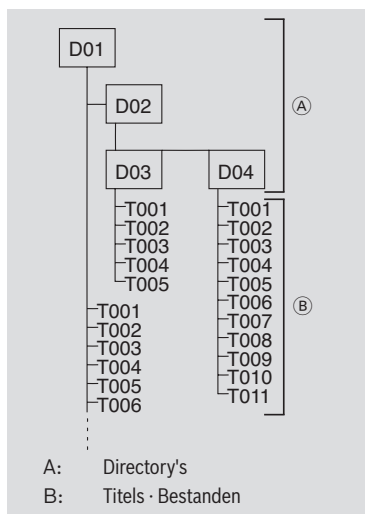 D01
D02
Ⓐ
D03 D04
T001 T001
T002 T002
T003 T003
T004 T004
T005 T005
T006
T001 T007
T002 T008
T003 T009
T004 T010
T005 T011
T006
Ⓑ
A: Directory's
B: Titels · Bestanden